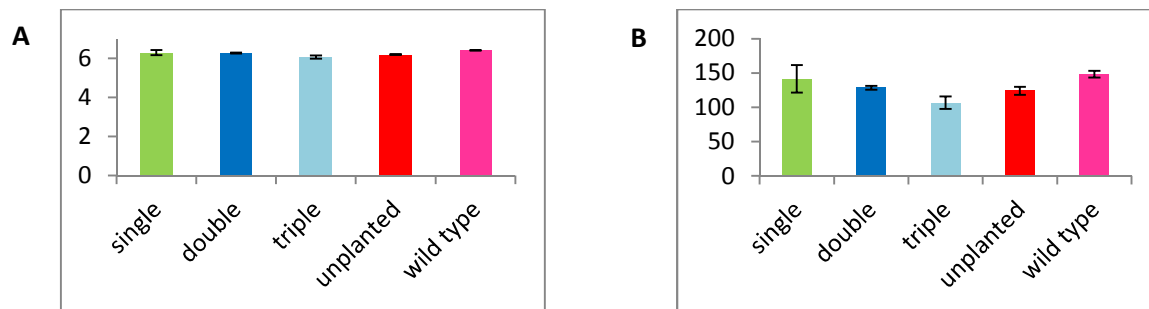 A
6
4
2
0
single
double
triple
unplanted
wild type
B
200
150
100
50
0
single
double
triple
unplanted
wild type